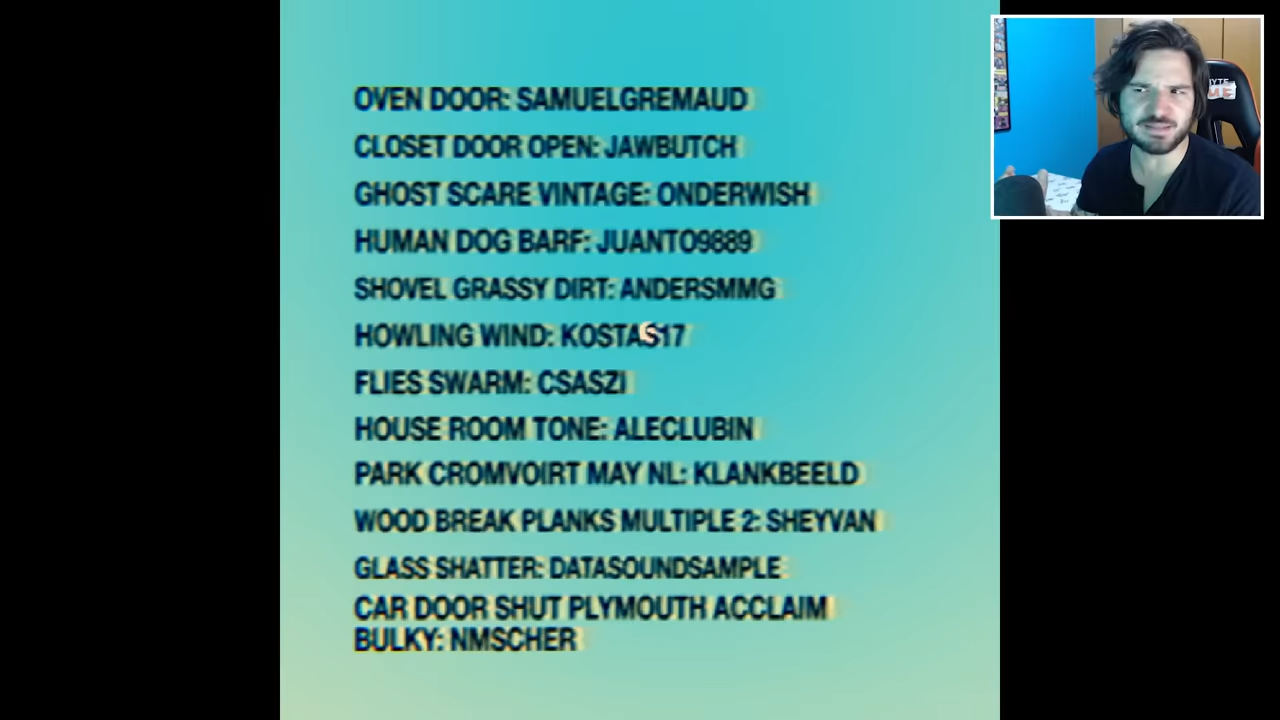 OVEN DOOR: SAMUELGREMAUD
CLOSET DOOR OPEN: JAWBUTCH
GHOST SCARE VINTAGE: ONDERWISH
HUMAN DOG BARF: JUANTO9889
SHOVEL GRASSY DIRT: ANDERSMMG
HOWLING WIND: KOSTAS17
FLIES SWARM: CSASZI
HOUSE ROOM TONE: ALECLUBIN
PARK CROMVOIRT MAY NL: KLANKBEELD
WOOD BREAK PLANKS MULTIPLE 2: SHEYVAN
GLASS SHATTER: DATASOUNDSAMPLE
CAR DOOR SHUT PLYMOUTH ACCLAIM
BULKY: NMSCHER